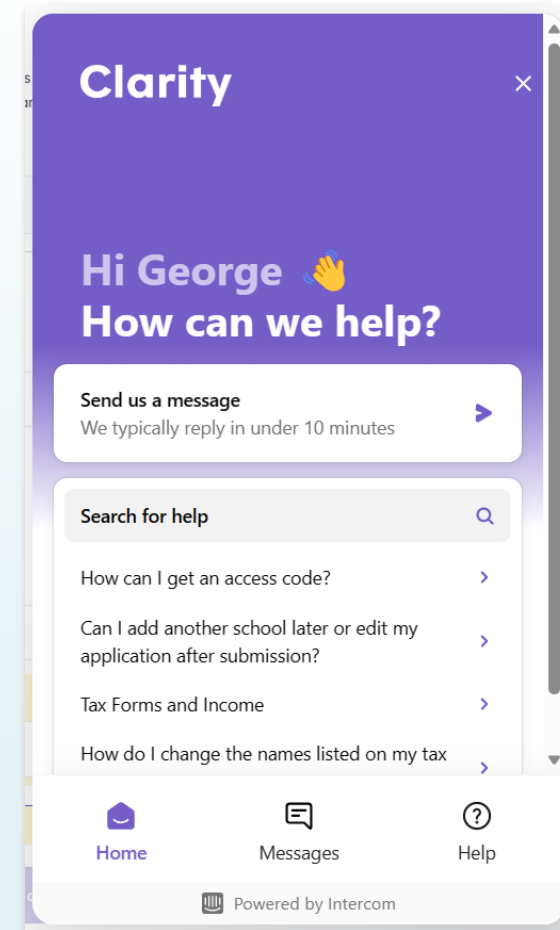 Clarity
Hi George 👋
How can we help?
Send us a message
We typically reply in under 10 minutes
Search for help
How can I get an access code?
Can I add another school later or edit my
application after submission?
Tax Forms and Income
How do I change the names listed on my tax
Home
Messages
Help
Powered by Intercom